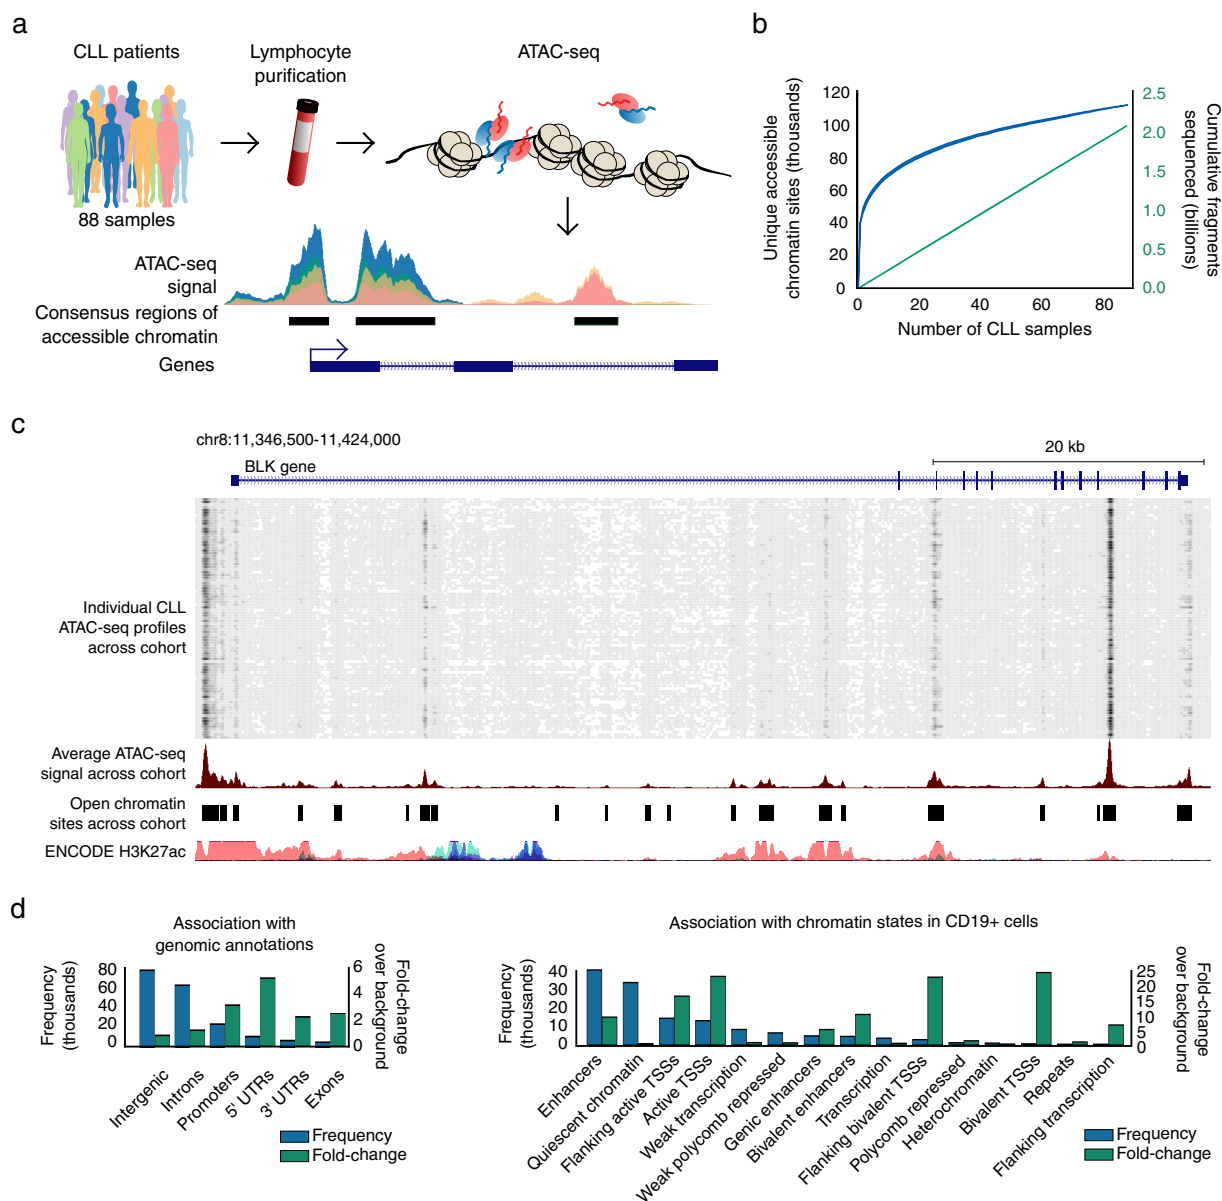 a
CLL patients
88 samples
Lymphocyte
purification
ATAC-seq
ATAC-seq
signal
Consensus regions of
accessible chromatin
Genes
b
Unique accessible
chromatin sites (thousands)
120
100
80
60
40
20
0
0
20
40
60
80
Number of CLL samples
2.5
2.0
1.5
1.0
0.5
0.0
Cumulative fragments
sequenced (billions)
c
chr8:11,346,500-11,424,000
20 kb
BLK gene
Individual CLL
ATAC-seq profiles
across cohort
Average ATAC-seq
signal across cohort
Open chromatin
sites across cohort
ENCODE H3K27ac
d
Association with
genomic annotations
Frequency
(thousands)
80
60
40
20
0
6
4
2
0
Fold-change
over background
Intergenic
Introns
Promoters
5' UTRs
3' UTRs
Exons
Frequency
Fold-change
Association with chromatin states in CD19+ cells
Frequency
(thousands)
40
30
20
10
0
25
20
15
10
5
0
Fold-change
over background
Enhancers
Quiescent chromatin
Flanking active TSSs
Active TSSs
Weak transcription
Weak polycomb repressed
Genic enhancers
Bivalent enhancers
Transcription
Flanking bivalent TSSs
Polycomb repressed
Heterochromatin
Bivalent TSSs
Repeats
Flanking transcription
Frequency
Fold-change